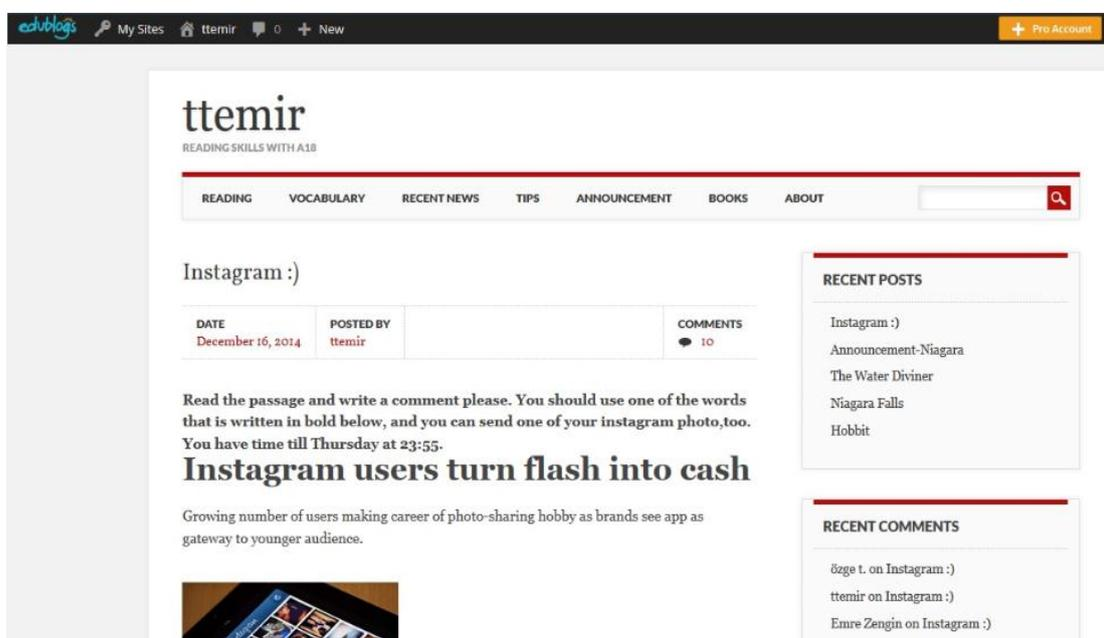 edublogs My Sites ttemir 0 + New + Pro Account
ttemir
READING SKILLS WITH A18
READING VOCABULARY RECENT NEWS TIPS ANNOUNCEMENT BOOKS ABOUT
Instagram :)
DATE POSTED BY COMMENTS
December 16, 2014 ttemir 10
Read the passage and write a comment please. You should use one of the words
that is written in bold below, and you can send one of your instagram photo,too.
You have time till Thursday at 23:55.
Instagram users turn flash into cash
Growing number of users making career of photo-sharing hobby as brands see app as
gateway to younger audience.
RECENT POSTS
Instagram :)
Announcement-Niagara
The Water Diviner
Niagara Falls
Hobbit
RECENT COMMENTS
özge t. on Instagram :)
ttemir on Instagram :)
Emre Zengin on Instagram :)